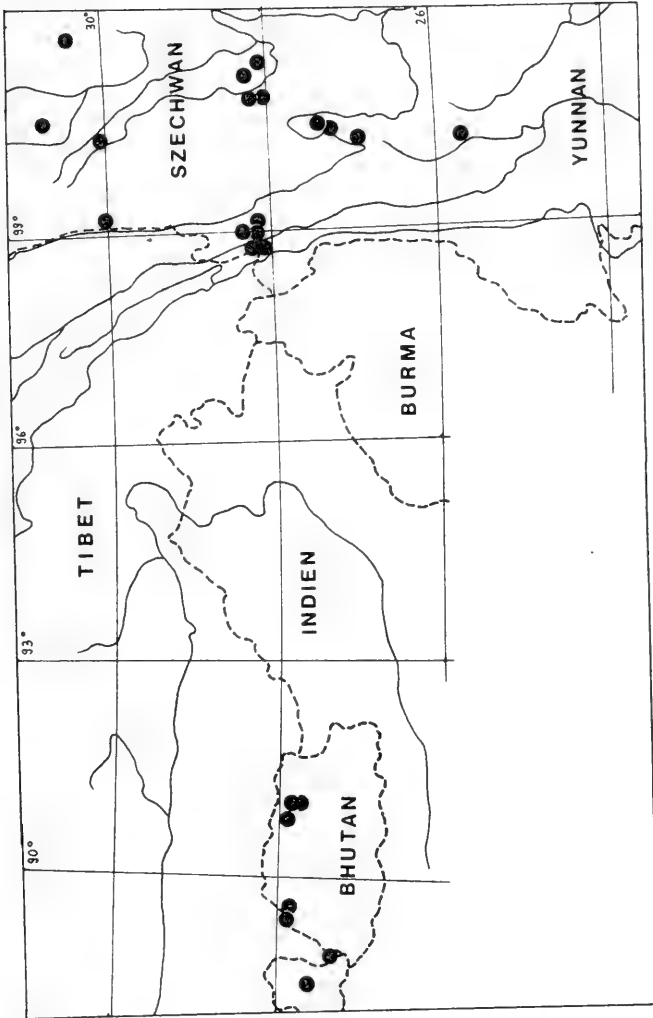 30°
26°
SZECHWAN
YUNNAN
99°
BURMA
96°
TIBET
INDIEN
93°
BHUTAN
90°